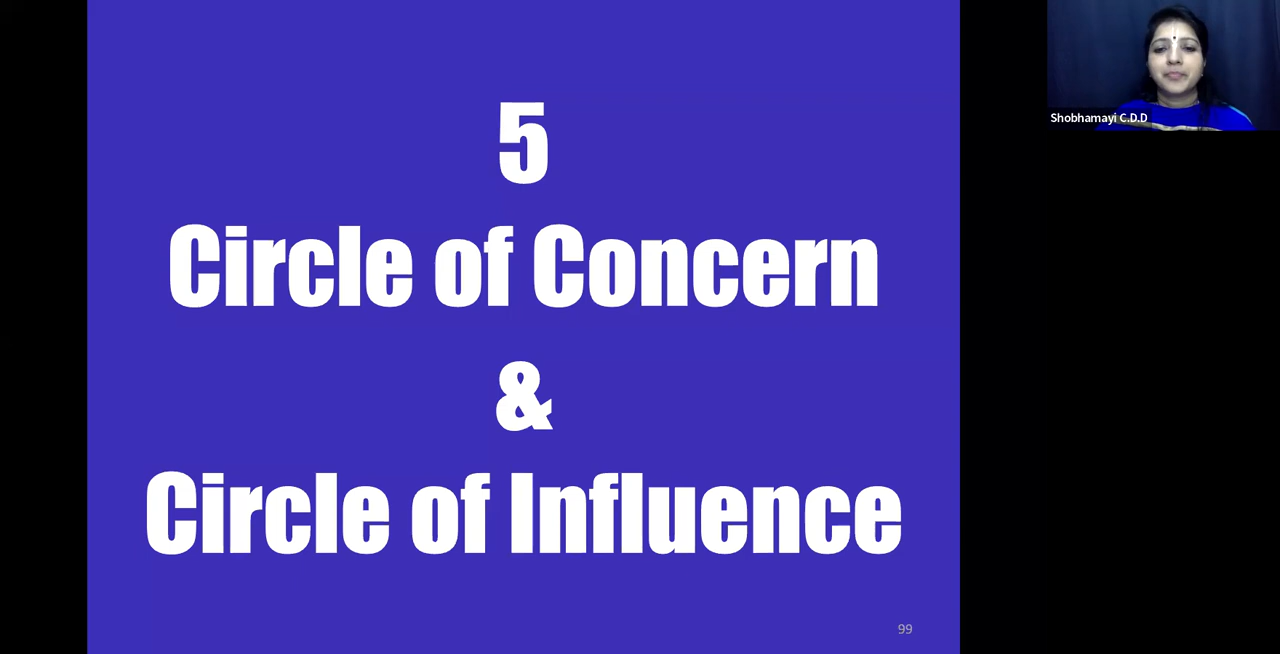 5
Circle of Concern
&
Circle of Influence
99
Shobhamayi C.D.D